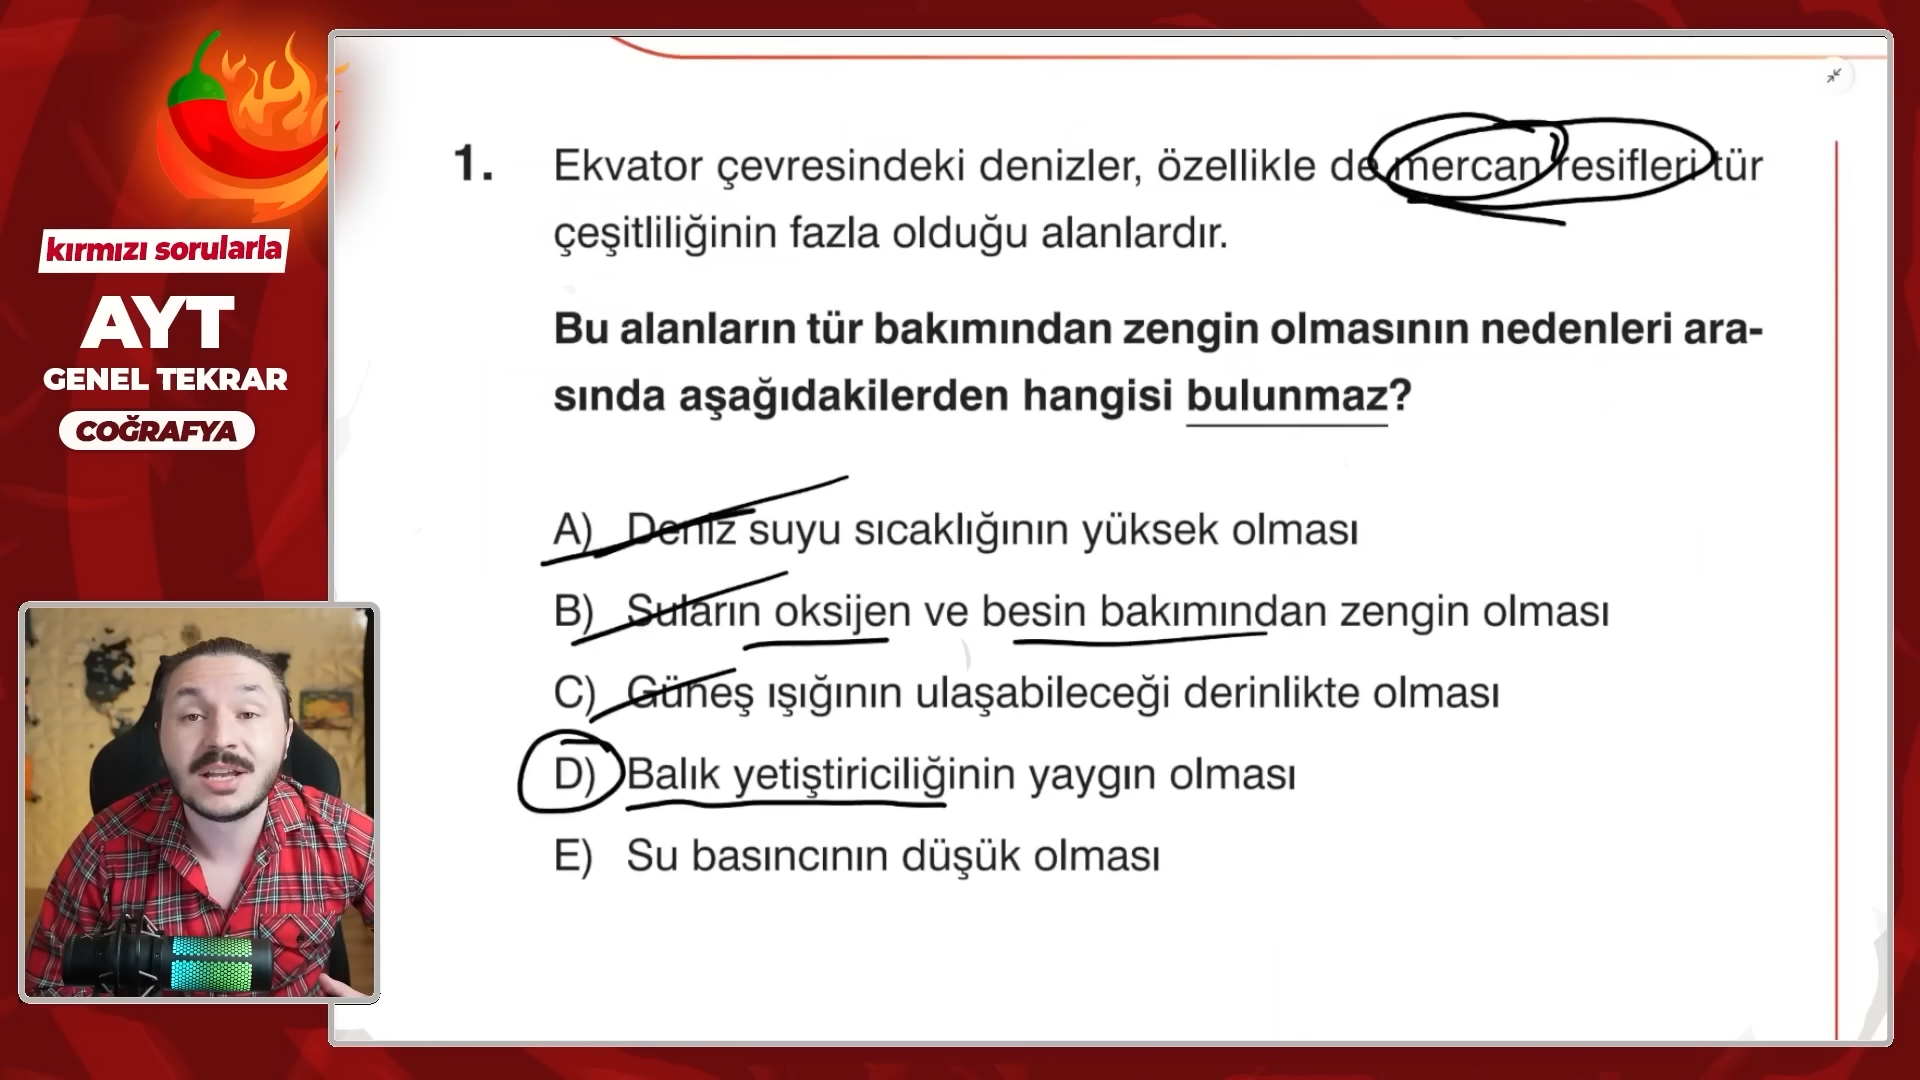 kırmızı sorularla
AYT
GENEL TEKRAR
COĞRAFYA
1. Ekvator çevresindeki denizler, özellikle de mercan resifleri tür
çeşitliliğinin fazla olduğu alanlardır.
Bu alanların tür bakımından zengin olmasının nedenleri ara-
sında aşağıdakilerden hangisi bulunmaz?
A) Deniz suyu sıcaklığının yüksek olması
B) Suların oksijen ve besin bakımından zengin olması
C) Güneş ışığının ulaşabileceği derinlikte olması
D) Balık yetiştiriciliğinin yaygın olması
E) Su basıncının düşük olması